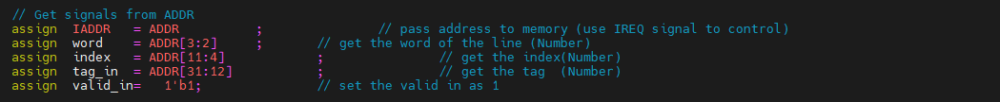 // Get signals from ADDR
assign  IADDR   = ADDR          ;               // pass address to memory (use IREQ signal to control)
assign  word    = ADDR[3:2]     ;       // get the word of the line (Number)
assign  index   = ADDR[11:4]            ;               // get the index(Number)
assign  tag_in  = ADDR[31:12]           ;               // get the tag  (Number)
assign  valid_in=   1'b1;               // set the valid in as 1